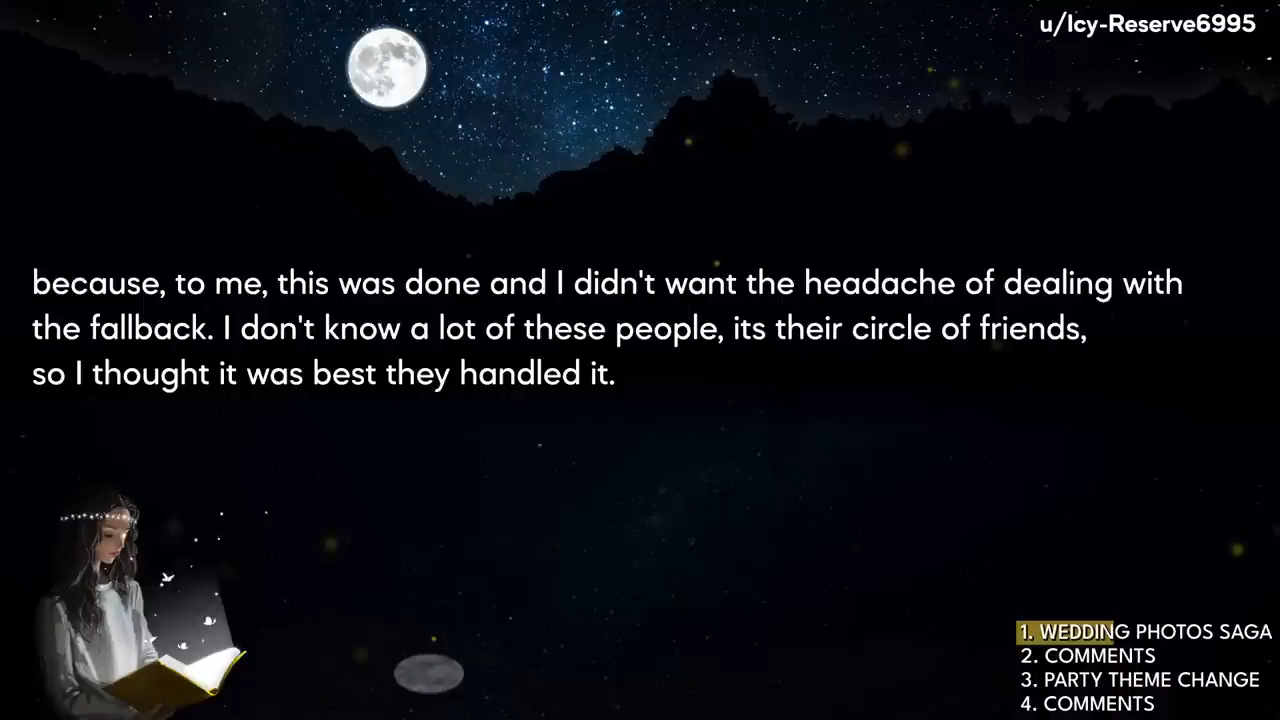 u/Icy-Reserve6995
because, to me, this was done and I didn't want the headache of dealing with
the fallback. I don't know a lot of these people, its their circle of friends,
so I thought it was best they handled it.
1. WEDDING PHOTOS SAGA
2. COMMENTS
3. PARTY THEME CHANGE
4. COMMENTS